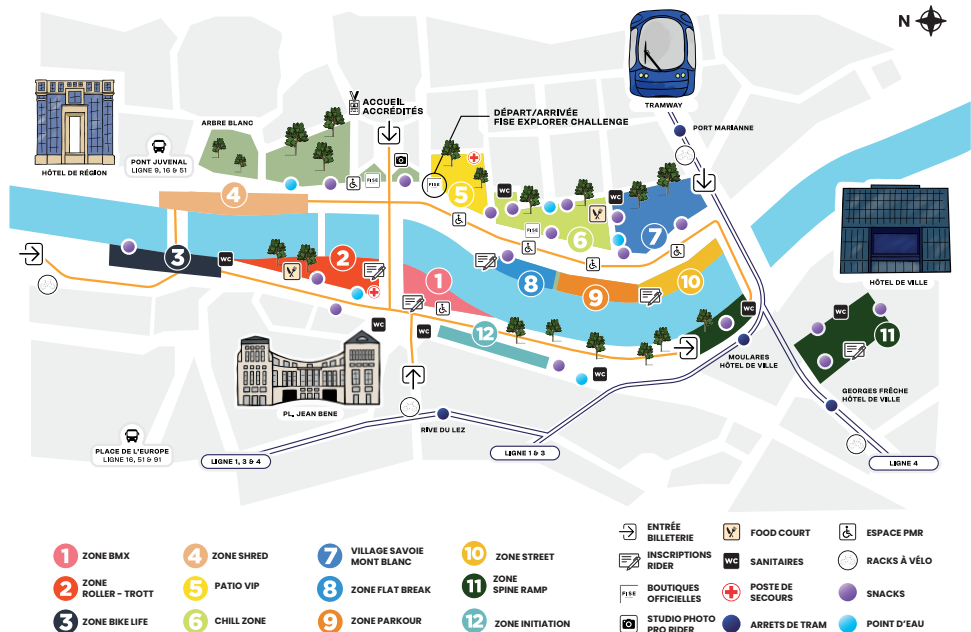 N
TRAMWAY
ACCUEIL
ACCRÉDITÉS
DÉPART/ARRIVÉE
FISE EXPLORER CHALLENGE
PORT MARIANNE
ARBRE BLANC
HÔTEL DE RÉGION
PONT JUVENAL
LIGNE 9, 16 & 51
FISE
FISE
WC
WC
4
5
FISE
6
7
HÔTEL DE VILLE
3
WC
2
1
8
9
10
12
WC
WC
WC
WC
WC
11
MOULARES
HÔTEL DE VILLE
GEORGES FRÊCHE
HÔTEL DE VILLE
PL. JEAN BENE
RIVE DU LEZ
PLACE DE L'EUROPE
LIGNE 16, 51 & 91
LIGNE 1, 3 & 4
LIGNE 1 & 3
LIGNE 4
1 ZONE BMX
2 ZONE
ROLLER - TROTT
3 ZONE BIKE LIFE
4 ZONE SHRED
5 PATIO VIP
6 CHILL ZONE
7 VILLAGE SAVOIE
MONT BLANC
8 ZONE FLAT BREAK
9 ZONE PARKOUR
10 ZONE STREET
11 ZONE
SPINE RAMP
12 ZONE INITIATION
ENTRÉE
BILLETERIE
INSCRIPTIONS
RIDER
FISE BOUTIQUES
OFFICIELLES
STUDIO PHOTO
PRO RIDER
FOOD COURT
WC SANITAIRES
POSTE DE
SECOURS
ARRETS DE TRAM
ESPACE PMR
RACKS À VÉLO
SNACKS
POINT D'EAU